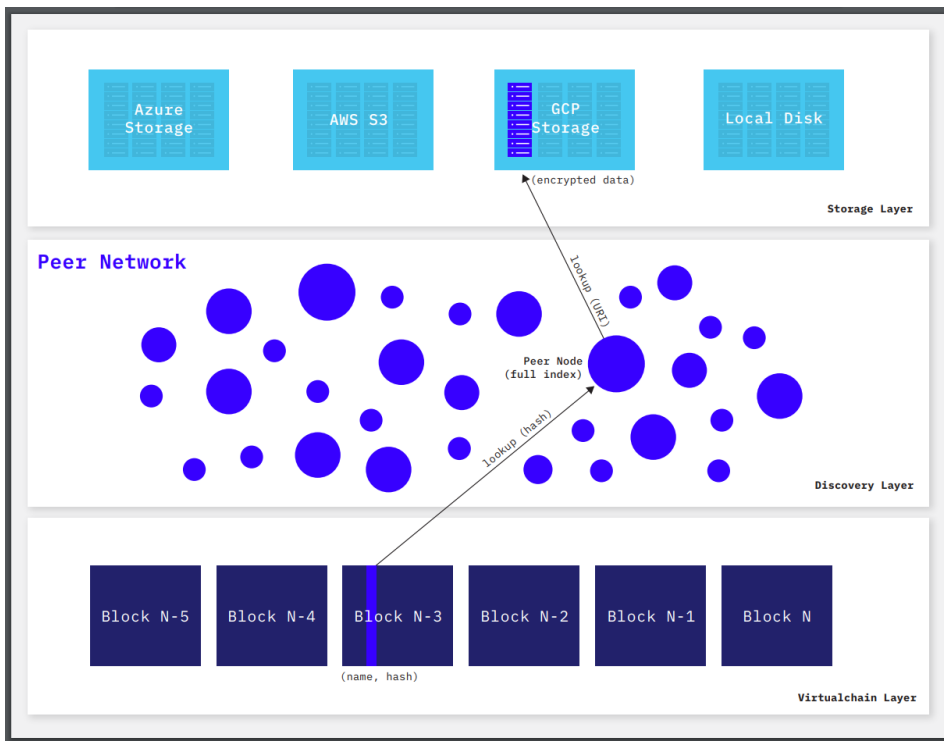 Azure
Storage
AWS S3
GCP
Storage
Local Disk
(encrypted data)
Storage Layer
Peer Network
lookup (URI)
Peer Node
(full index)
lookup (hash)
Discovery Layer
Block N-5
Block N-4
Block N-3
Block N-2
Block N-1
Block N
(name, hash)
Virtualchain Layer